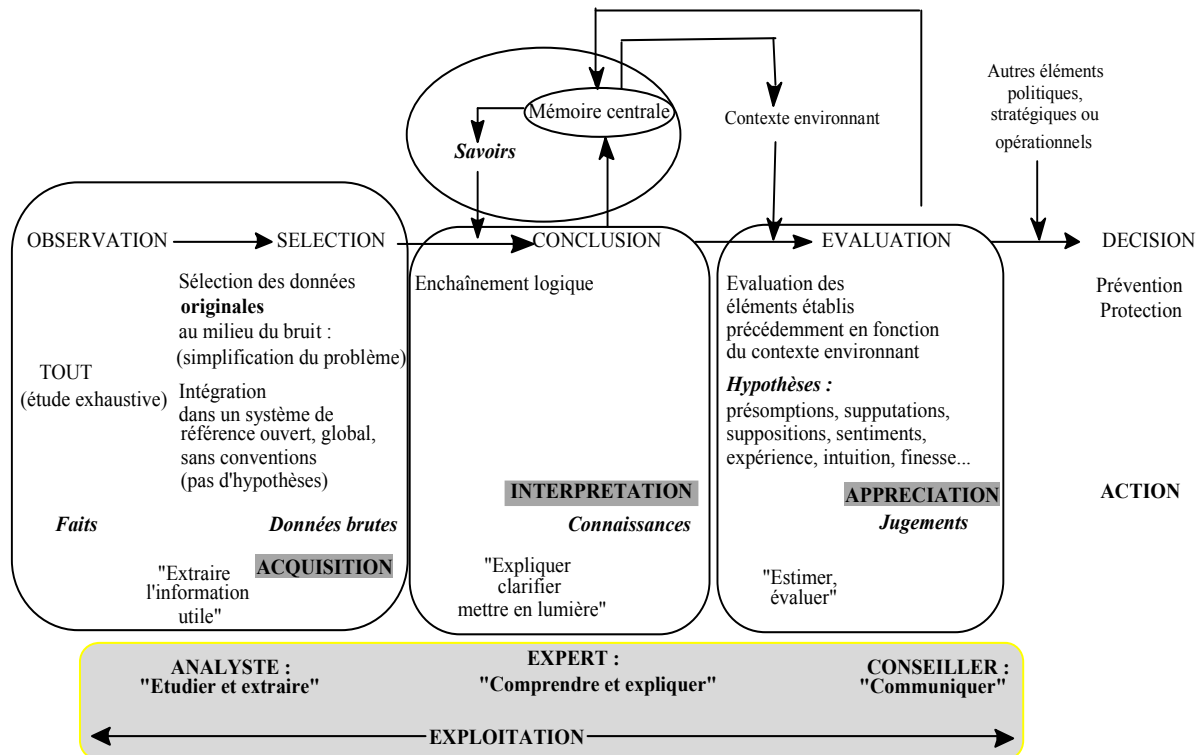 Autres éléments
politiques,
stratégiques ou
opérationnels
Mémoire centrale
Contexte environnant
Savoirs
OBSERVATION
SELECTION
CONCLUSION
EVALUATION
DECISION
TOUT
(étude exhaustive)
Faits
Sélection des données
originales
au milieu du bruit :
(simplification du problème)
Intégration
dans un système de
référence ouvert, global,
sans conventions
(pas d'hypothèses)
Données brutes
ACQUISITION
"Extraire
l'information
utile"
Enchaînement logique
INTERPRETATION
Connaissances
"Expliquer
clarifier
mettre en lumière"
Evaluation des
éléments établis
précédemment en fonction
du contexte environnant
Hypothèses :
présomptions, supputations,
suppositions, sentiments,
expérience, intuition, finesse...
APPRECIATION
Jugements
"Estimer,
évaluer"
Prévention
Protection
ACTION
ANALYSTE :
"Etudier et extraire"
EXPERT :
"Comprendre et expliquer"
CONSEILLER :
"Communiquer"
EXPLOITATION